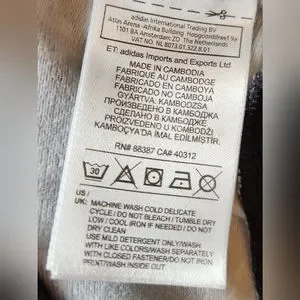 adidas International Trading BV
Atlas Arena -Afrika Building Hoogoorddreef 9a
1101 BA Amsterdam ZO The Netherlands
VAT NO. NL 8073.01.322.B.01
ET: adidas Imports and Exports Ltd
MADE IN CAMBODIA
FABRIQUÉ AU CAMBODGE
FABRICADO EN CAMBOYA
FABRICADO NO CAMBOJA
GYÁRTVA: KAMBODZSA
ПРОИЗВЕДЕНО В КАМБОДЖА
СДЕЛАНО В КАМБОДЖЕ
PROIZVEDENO U KOMBODŽI
KAMBOÇYA'DA İMAL EDİLMİŞTİR.
RN# 88387 CA# 40312
30
US /
UK: MACHINE WASH COLD DELICATE
CYCLE / DO NOT BLEACH / TUMBLE DRY
LOW / COOL IRON IF NEEDED / DO NOT
DRY CLEAN
USE MILD DETERGENT ONLY/WASH
WITH LIKE COLORS/WASH SEPARATELY
WITH CLOSED FASTENER/DO NOT IRON
PRINT/WASH INSIDE OUT